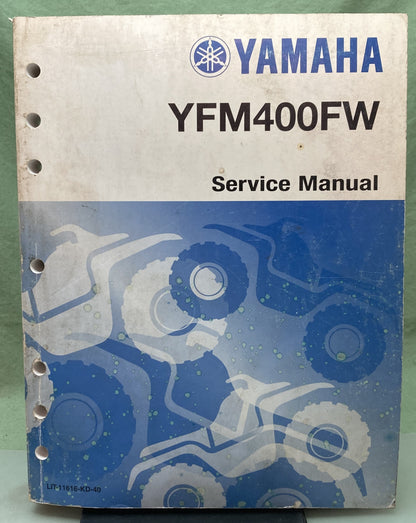 YAMAHA
YFM400FW
Service Manual
LIT-11616-KD-40